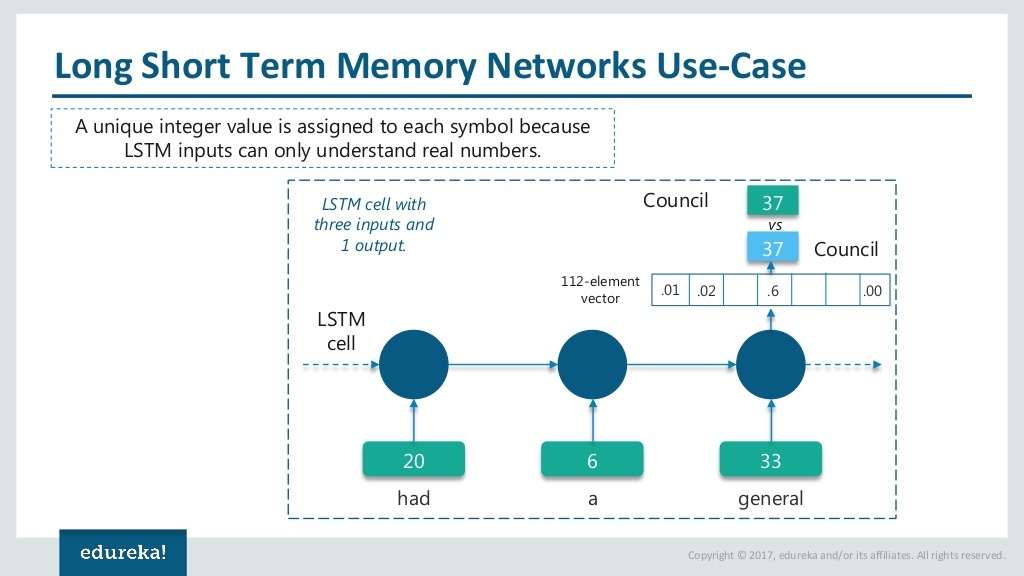 Long Short Term Memory Networks Use-Case
A unique integer value is assigned to each symbol because
LSTM inputs can only understand real numbers.
LSTM cell with
three inputs and
1 output.
Council
37
vs
37
Council
112-element
vector
.01 .02 .6 .00
LSTM
cell
20 6 33
had a general
edureka!
Copyright © 2017, edureka and/or its affiliates. All rights reserved.